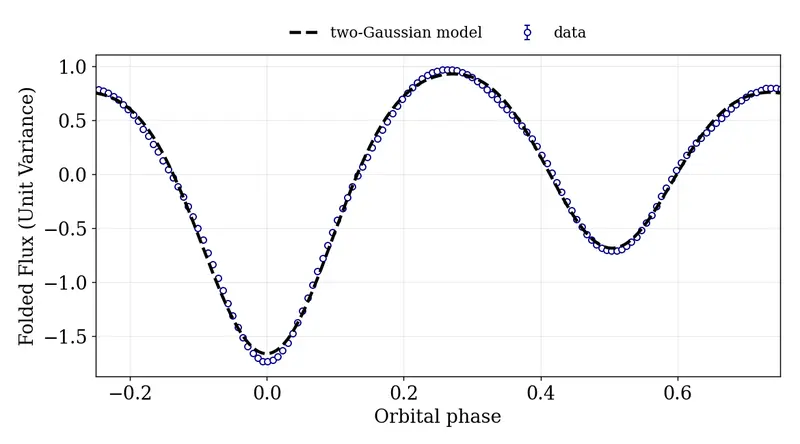 two-Gaussian model data
1.0
0.5
0.0
−0.5
−1.0
−1.5
Folded Flux (Unit Variance)
−0.2 0.0 0.2 0.4 0.6
Orbital phase